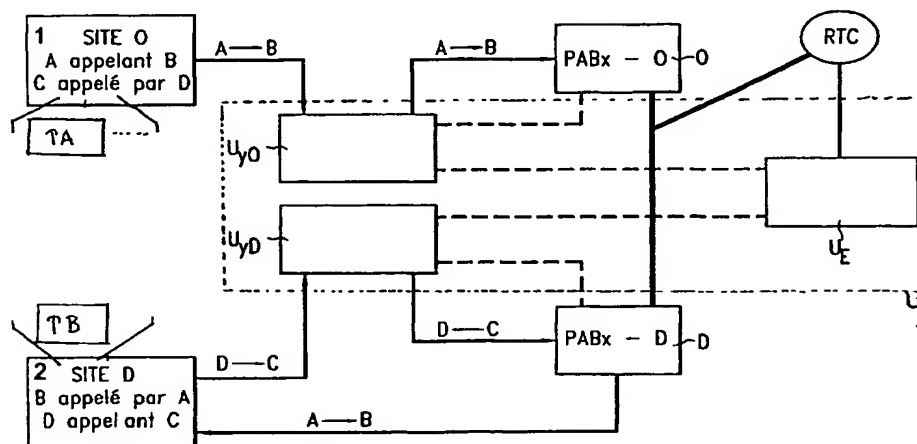 1 SITE O
A appelant B
C appelé par D
TA
A → B
A → B
PABx - O
O
RTC
UyO
UyD
UE
U
TB
2 SITE D
B appelé par A
D appelant C
D — C
D — C
PABx - D
D
A → B